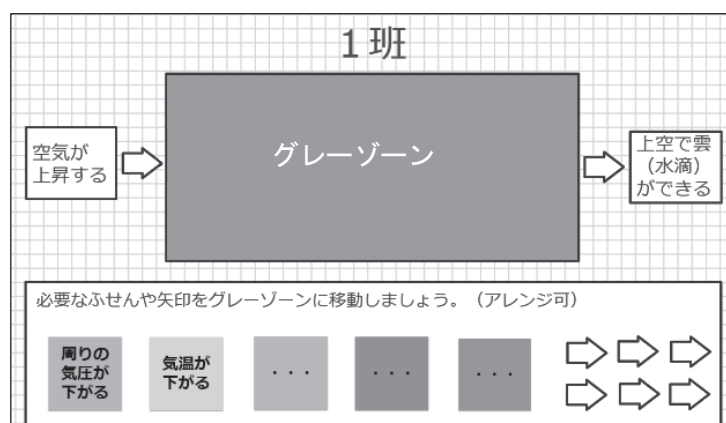 1班
空気が
上昇する
グレーゾーン
上空で雲
(水滴)
ができる
必要なふせんや矢印をグレーゾーンに移動しましょう。(アレンジ可)
周りの
気圧が
下がる
気温が
下がる
・・・
・・・
・・・